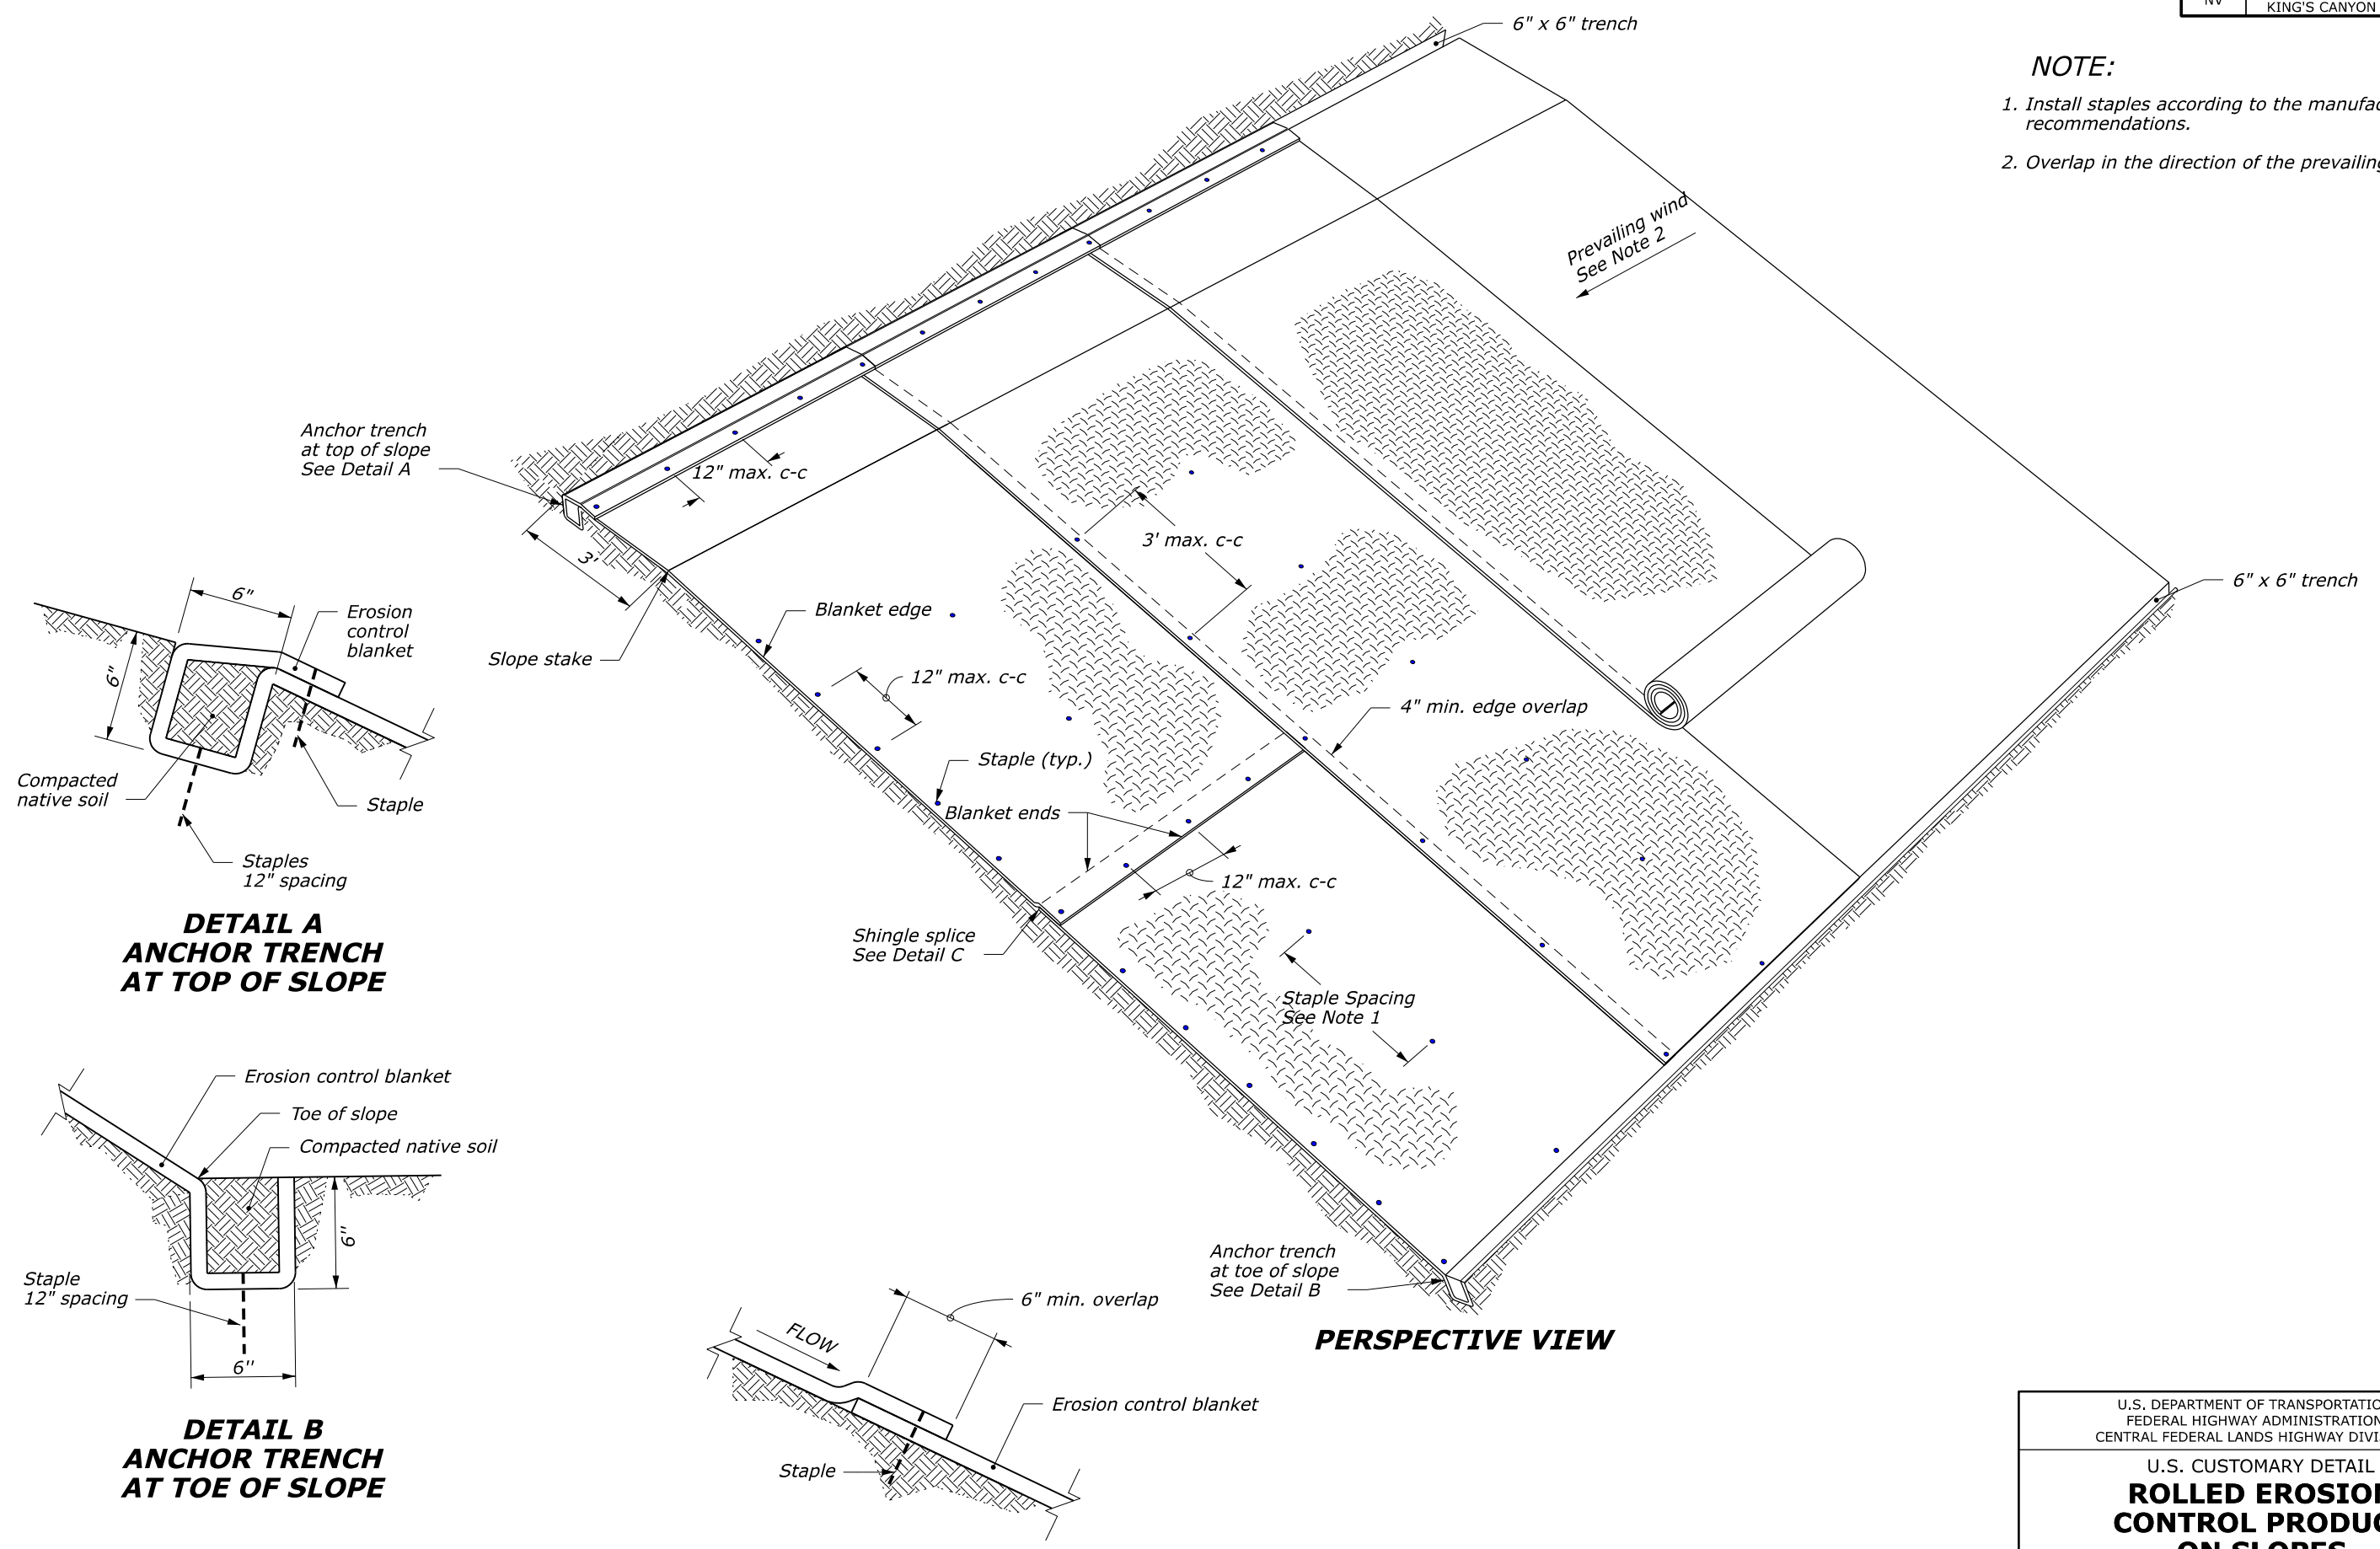 NV
KING'S CANYON
6" x 6" trench
NOTE:
1. Install staples according to the
recommendations.
2. Overlap in the direction of the prevailing
Prevailing wind
See Note 2
Anchor trench
at top of slope
See Detail A
12" max. c-c
3'
Slope stake
Blanket edge
3' max. c-c
6" x 6" trench
12" max. c-c
4" min. edge overlap
Staple (typ.)
Blanket ends
12" max. c-c
Shingle splice
See Detail C
Staple Spacing
See Note 1
Anchor trench
at toe of slope
See Detail B
PERSPECTIVE VIEW
6"
6"
Erosion
control
blanket
Compacted
native soil
Staple
Staples
12" spacing
DETAIL A
ANCHOR TRENCH
AT TOP OF SLOPE
Erosion control blanket
Toe of slope
Compacted native soil
6"
Staple
12" spacing
6"
DETAIL B
ANCHOR TRENCH
AT TOE OF SLOPE
FLOW
6" min. overlap
Erosion control blanket
Staple
U.S. DEPARTMENT OF
FEDERAL HIGHWAY ADMINISTRATION
CENTRAL FEDERAL LANDS HIGHWAY
U.S. CUSTOMARY DETAIL
ROLLED
CONTROL
ON SLOPES